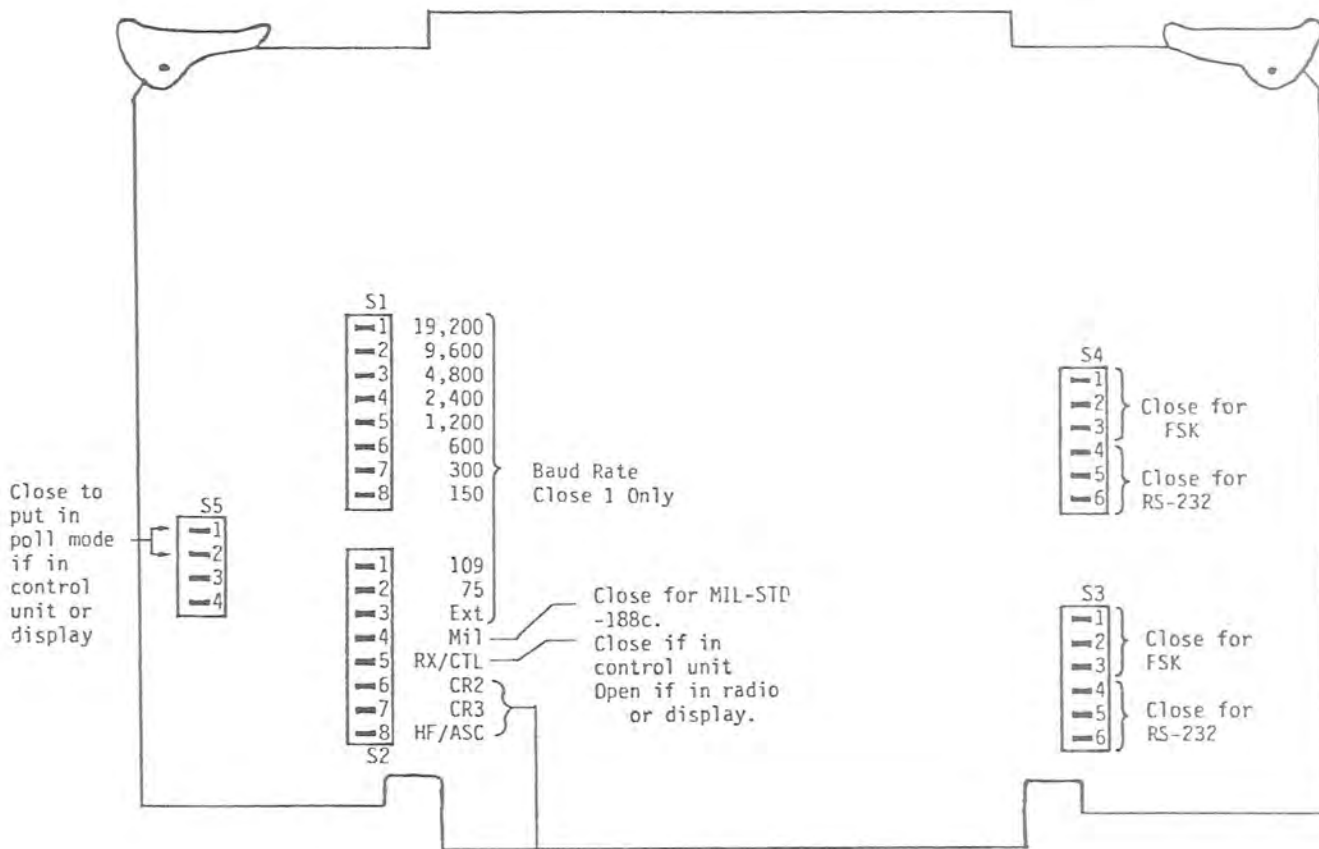 S1
1 19,200
2 9,600
3 4,800
4 2,400
5 1,200
6 600
7 300
8 150
Baud Rate
Close 1 Only
1 109
2 75
3 Ext
4 Mil
5 RX/CTL
6 CR2
7 CR3
8 HF/ASC
S2
Close for MIL-STD
-188c.
Close if in
control unit
Open if in radio
or display.
Close to
put in
poll mode
if in
control
unit or
display
S5
1
2
3
4
S4
1
2
3
4
5
6
Close for
FSK
Close for
RS-232
S3
1
2
3
4
5
6
Close for
FSK
Close for
RS-232